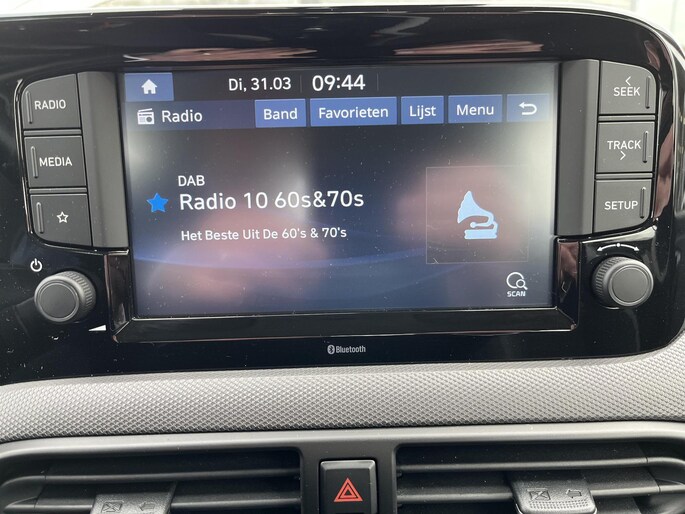 Di, 31.03 09:44
Radio Band Favorieten Lijst Menu
DAB
Radio 10 60s&70s
Het Beste Uit De 60's & 70's
SCAN
RADIO
MEDIA
SEEK
TRACK
SETUP
Bluetooth